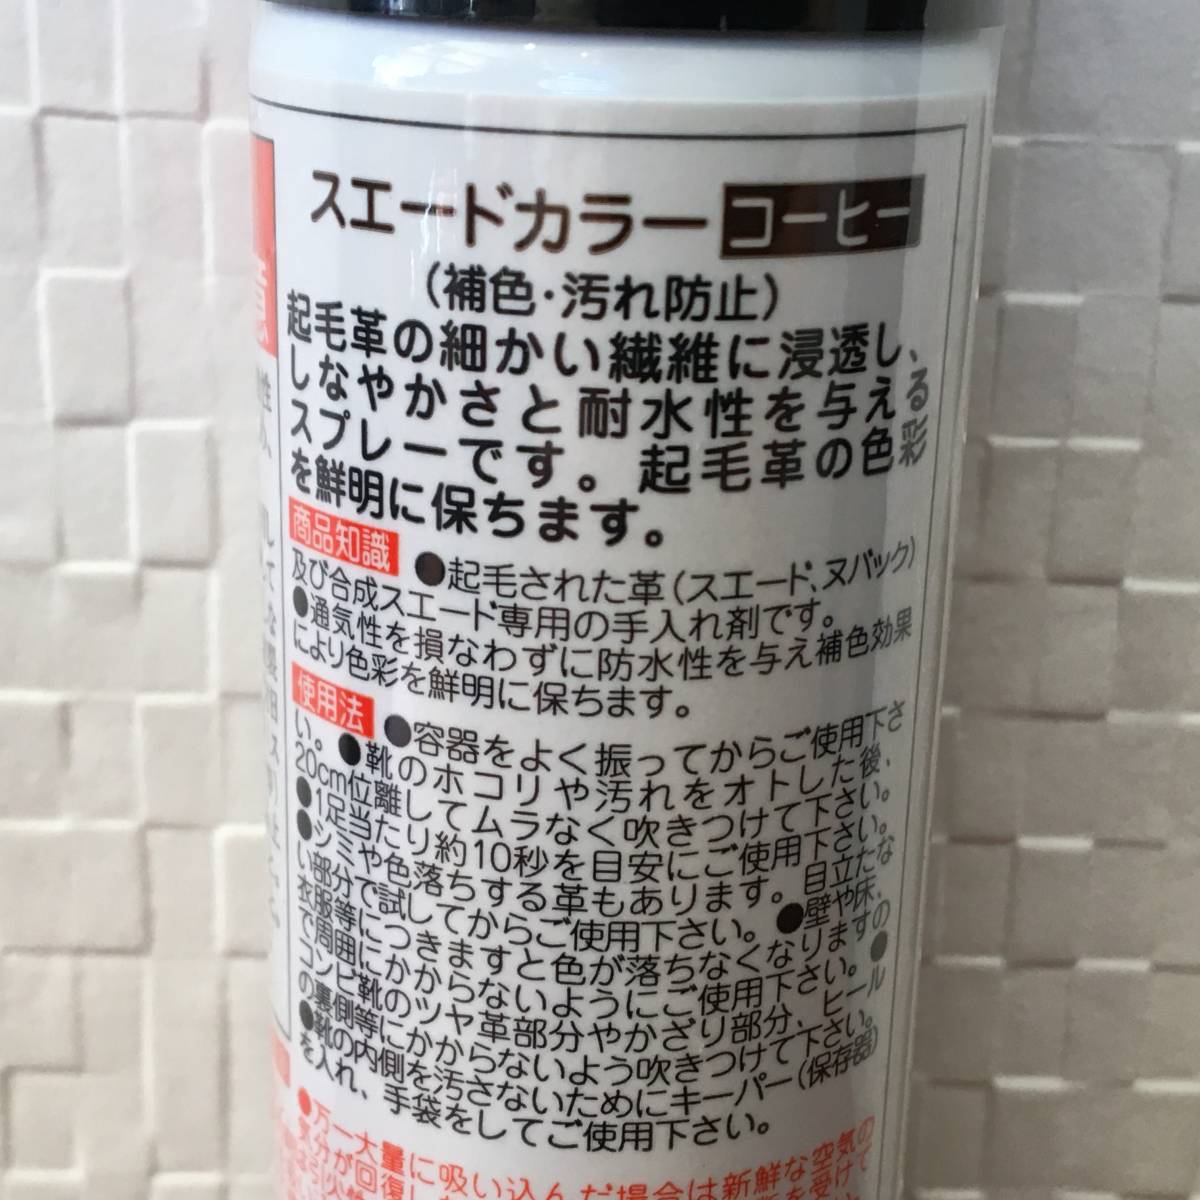 スエードカラー コーヒー
(補色・汚れ防止)
起毛革の細かい繊維に浸透し、
しなやかさと耐水性を与える
スプレーです。起毛革の色彩
を鮮明に保ちます。
商品知識 ●起毛された革(スエード、ヌバック)
及び合成スエード専用の手入れ剤です。
●通気性を損なわずに防水性を与え補色効果
により色彩を鮮明に保ちます。
使用法 ●容器をよく振ってからご使用下さ
い。●靴のホコリや汚れをオトした後、
20cm位離してムラなく吹きつけて下さい。
●1足当たり約10秒を目安にご使用下さい。
●シミや色落ちする革もあります。目立たな
い部分で試してからご使用下さい。●壁や床、
衣服等につきますと色が落ちなくなりますの
で周囲にかからないようにご使用下さい。●
コンビ靴のツヤ革部分やかざり部分、ヒール
の裏側等にかからないよう吹きつけて下さい。
●靴の内側を汚さないためにキーパー(保存器)
を入れ、手袋をしてご使用下さい。
●万一大量に吸い込んだ場合は新鮮な空気の